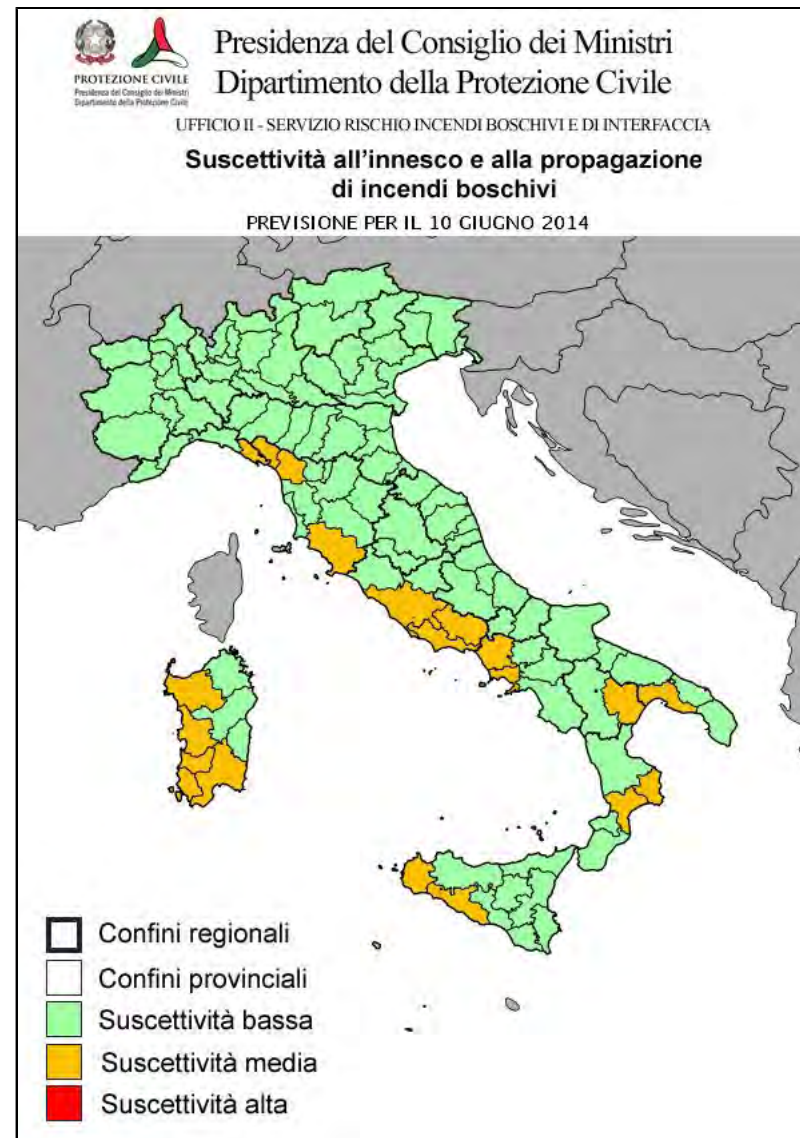 PROTEZIONE CIVILE
Presidenza del Consiglio dei Ministri
Dipartimento della Protezione Civile
Presidenza del Consiglio dei Ministri
Dipartimento della Protezione Civile
UFFICIO II - SERVIZIO RISCHIO INCENDI BOSCHIVI E DI INTERFACCIA
Suscettività all'innesco e alla propagazione
di incendi boschivi
PREVISIONE PER IL 10 GIUGNO 2014
Confini regionali
Confini provinciali
Suscettività bassa
Suscettività media
Suscettività alta